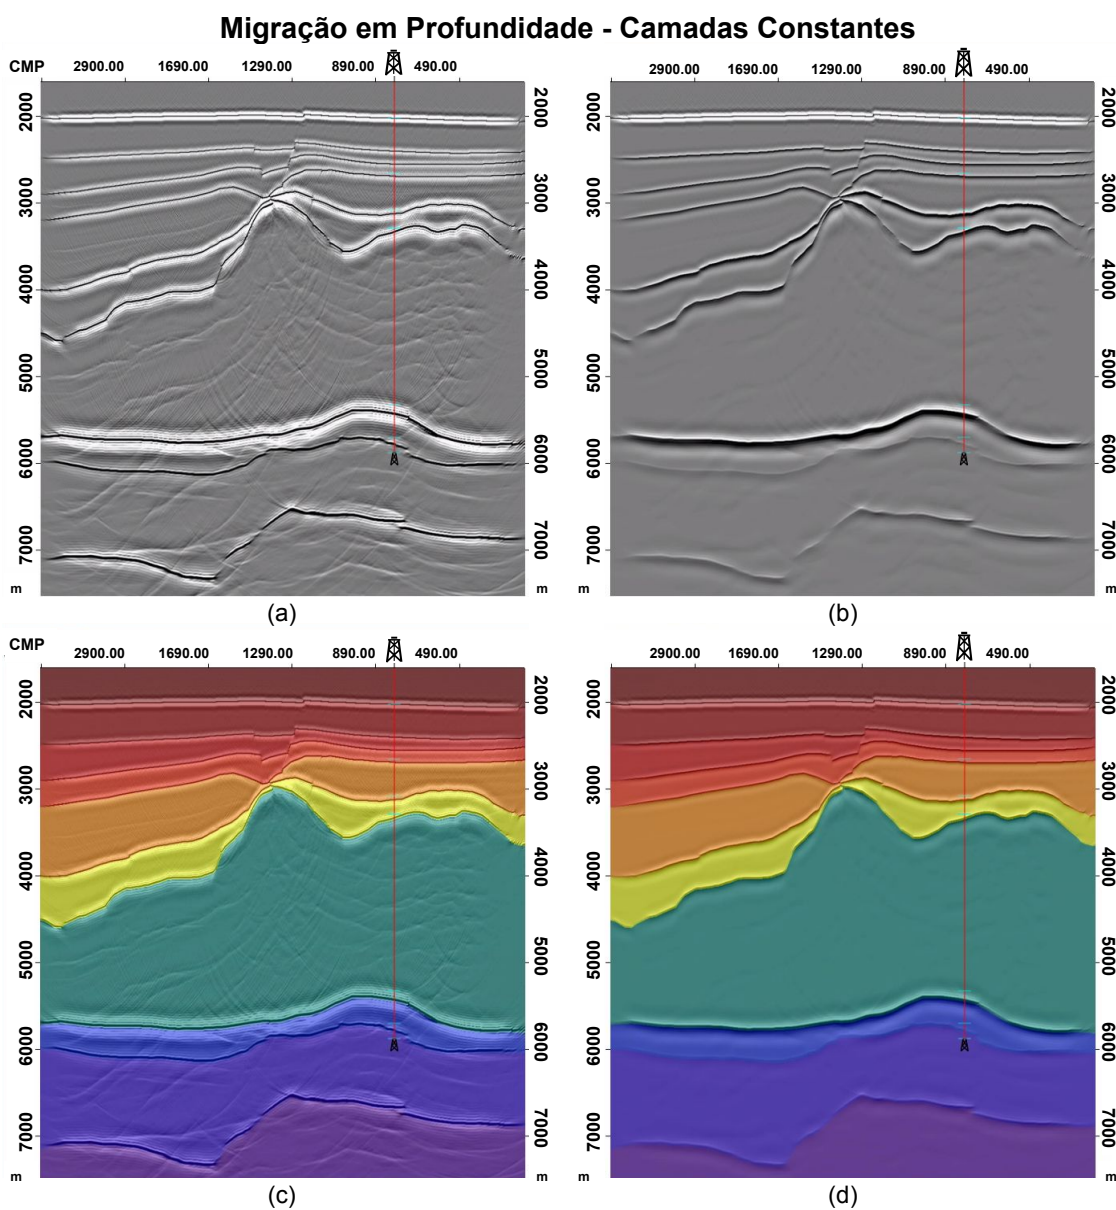 Migração em Profundidade - Camadas Constantes
CMP 2900.00 1690.00 1290.00 890.00 490.00
2900.00 1690.00 1290.00 890.00 490.00
2000 2000 2000 2000
3000 3000 3000 3000
4000 4000 4000 4000
5000 5000 5000 5000
6000 6000 6000 6000
7000 7000 7000 7000
m m m m
(a) (b)
CMP 2900.00 1690.00 1290.00 890.00 490.00
2900.00 1690.00 1290.00 890.00 490.00
2000 2000 2000 2000
3000 3000 3000 3000
4000 4000 4000 4000
5000 5000 5000 5000
6000 6000 6000 6000
7000 7000 7000 7000
m m m m
(c) (d)